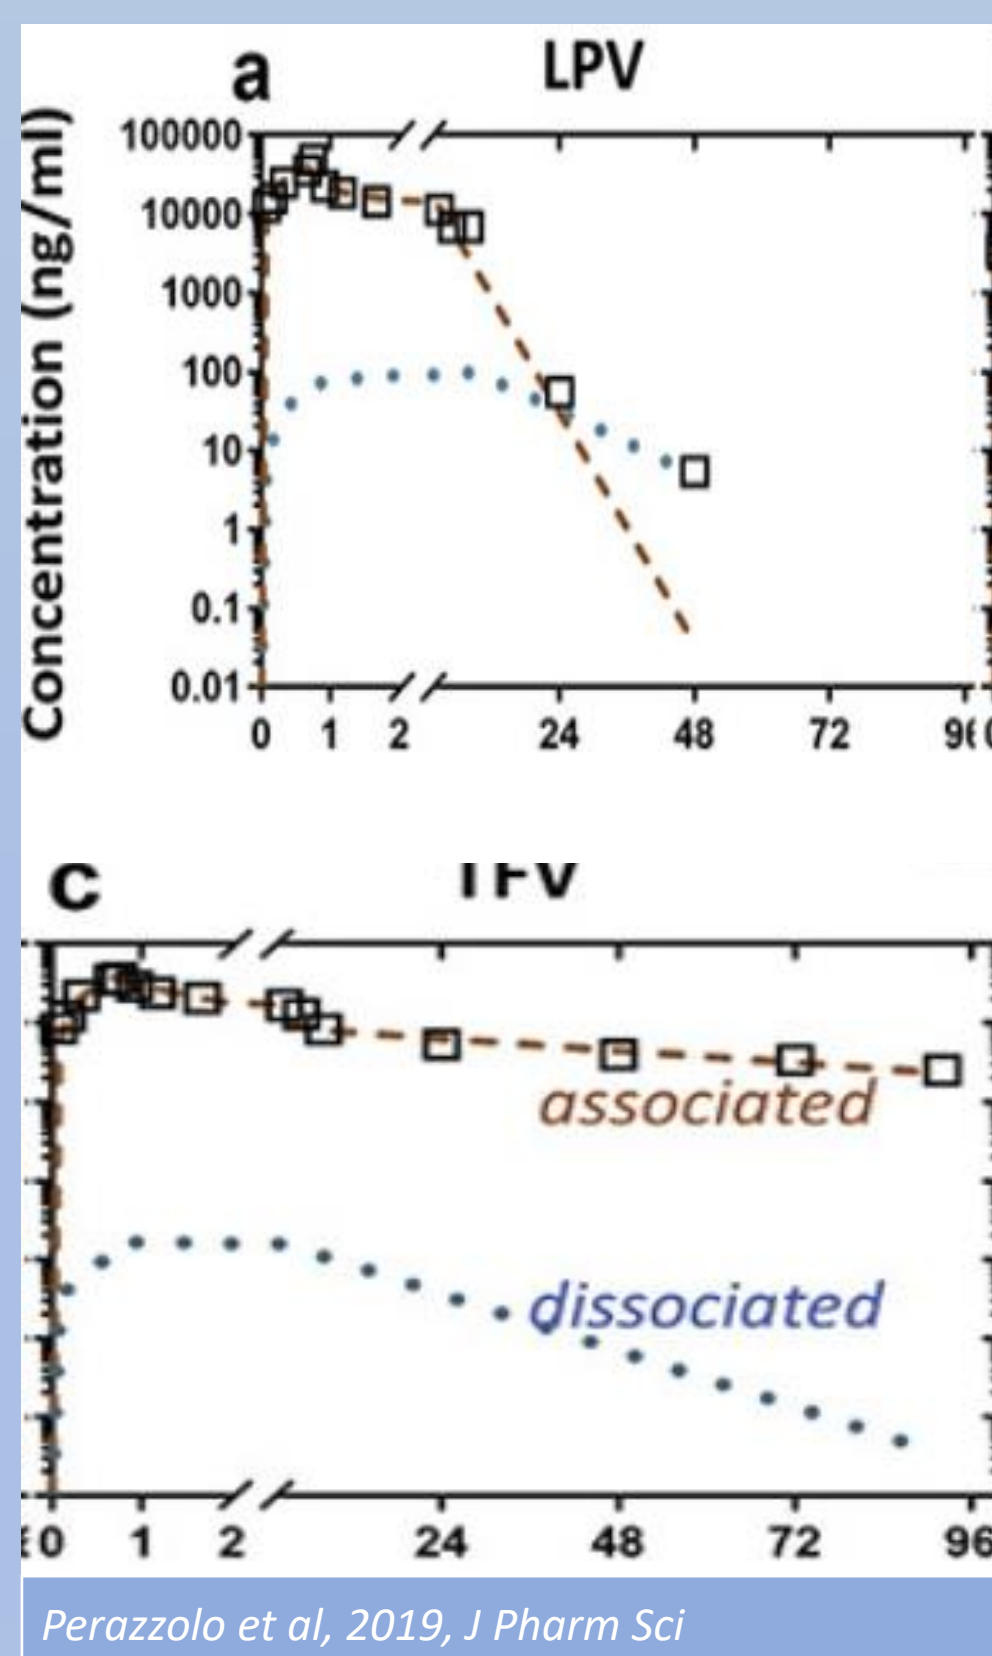 a
LPV
Concentration (ng/ml)
100000
10000
1000
100
10
1
0.1
0.01
0 1 2 24 48 72
C
TFV
associated
dissociated
0 1 2 24 48 72 96
Perazzolo et al, 2019, J Pharm Sci